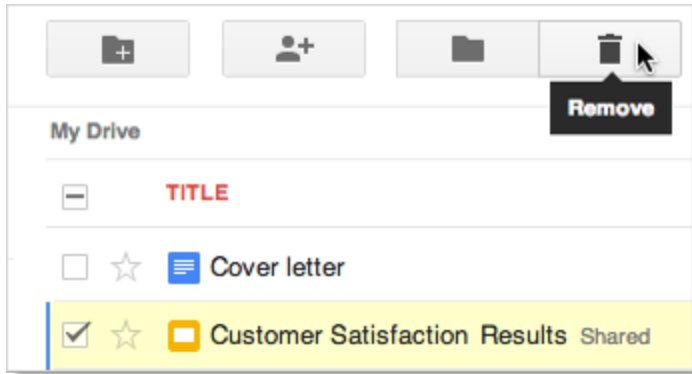 Remove
My Drive
TITLE
Cover letter
Customer Satisfaction Results Shared